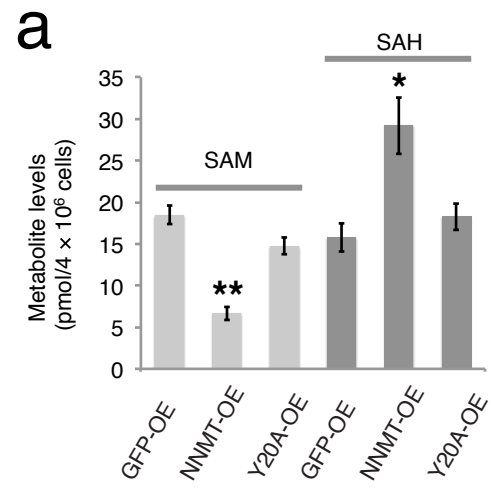 a
SAH
*
35
30
25
20
15
10
5
0
Metabolite levels
(pmol/4 × 10⁶ cells)
SAM
**
GFP-OE
NNMT-OE
Y20A-OE
GFP-OE
NNMT-OE
Y20A-OE